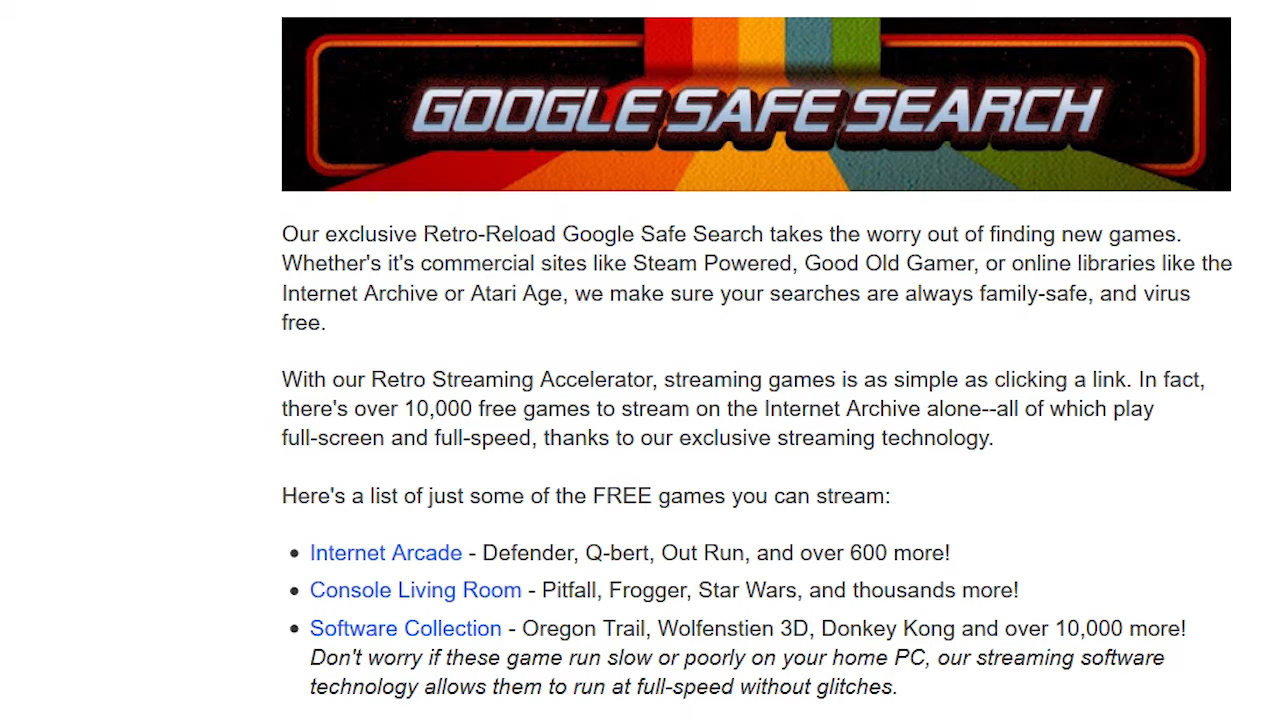 GOOGLE SAFE SEARCH
Our exclusive Retro-Reload Google Safe Search takes the worry out of finding new games.
Whether's it's commercial sites like Steam Powered, Good Old Gamer, or online libraries like the
Internet Archive or Atari Age, we make sure your searches are always family-safe, and virus
free.
With our Retro Streaming Accelerator, streaming games is as simple as clicking a link. In fact,
there's over 10,000 free games to stream on the Internet Archive alone--all of which play
full-screen and full-speed, thanks to our exclusive streaming technology.
Here's a list of just some of the FREE games you can stream:
• Internet Arcade - Defender, Q-bert, Out Run, and over 600 more!
• Console Living Room - Pitfall, Frogger, Star Wars, and thousands more!
• Software Collection - Oregon Trail, Wolfenstien 3D, Donkey Kong and over 10,000 more!
Don't worry if these game run slow or poorly on your home PC, our streaming software
technology allows them to run at full-speed without glitches.